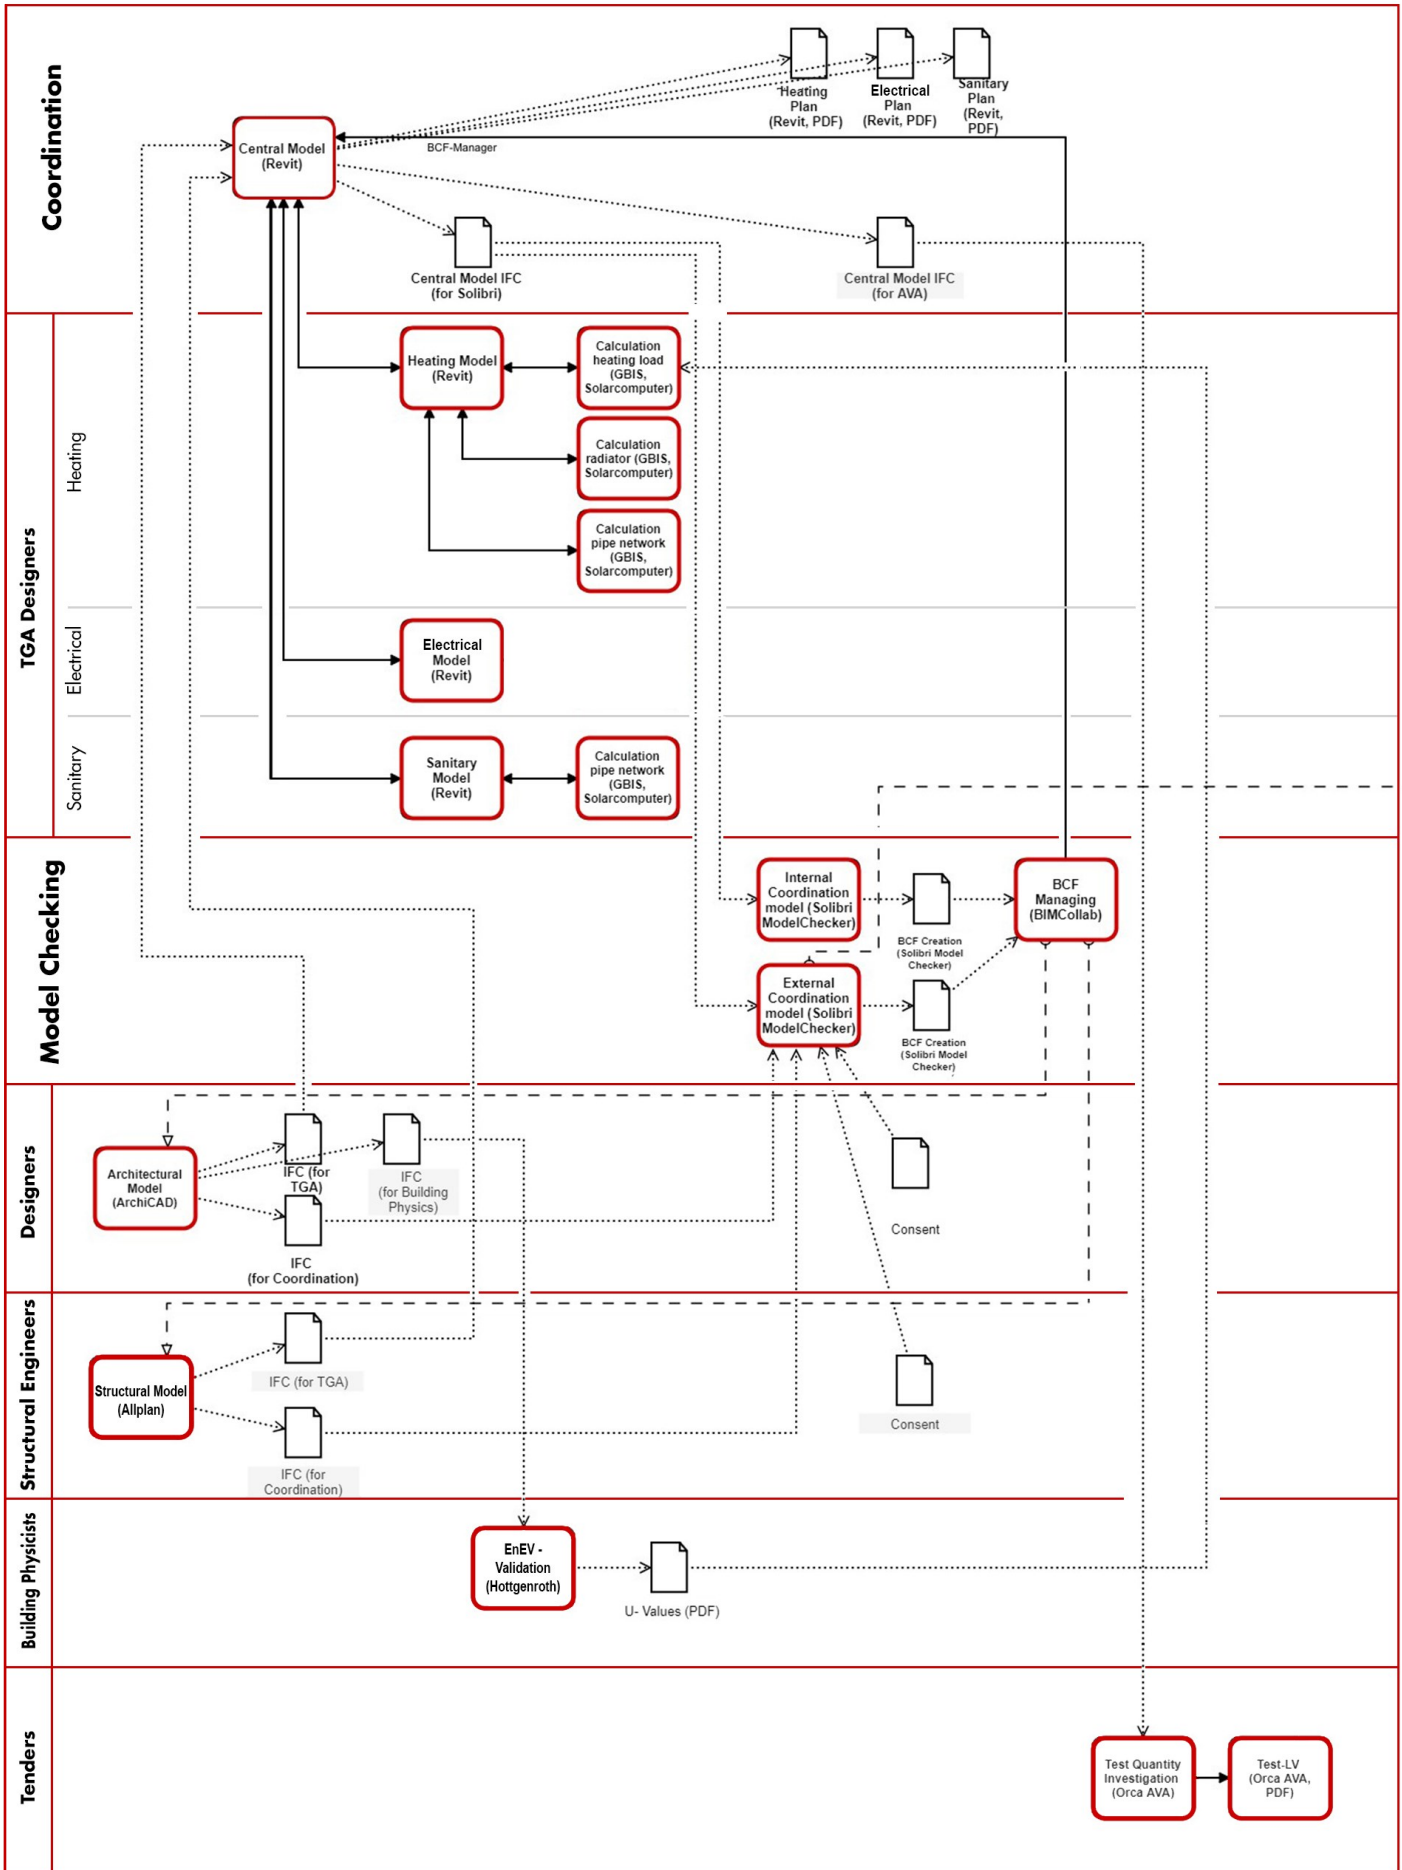 Coordination
Heating
Plan
(Revit, PDF)
Electrical
Plan
(Revit, PDF)
Sanitary
Plan
(Revit,
PDF)
Central Model
(Revit)
BCF-Manager
Central Model IFC
(for Solibri)
Central Model IFC
(for AVA)
TGA Designers
Heating
Heating Model
(Revit)
Calculation
heating load
(GBIS,
Solarcomputer)
Calculation
radiator (GBIS,
Solarcomputer)
Calculation
pipe network
(GBIS,
Solarcomputer)
Electrical
Electrical
Model
(Revit)
Sanitary
Sanitary
Model
(Revit)
Calculation
pipe network
(GBIS,
Solarcomputer)
Model Checking
Internal
Coordination
model (Solibri
ModelChecker)
BCF Creation
(Solibri Model
Checker)
BCF
Managing
(BIMCollab)
External
Coordination
model (Solibri
ModelChecker)
BCF Creation
(Solibri Model
Checker)
Designers
Architectural
Model
(ArchiCAD)
IFC (for
TGA)
IFC
(for Building
Physics)
IFC
(for Coordination)
Consent
Structural Engineers
Structural Model
(Allplan)
IFC (for TGA)
IFC (for
Coordination)
Consent
Building Physicists
EnEV -
Validation
(Hottgenroth)
U- Values (PDF)
Tenders
Test Quantity
Investigation
(Orca AVA)
Test-LV
(Orca AVA,
PDF)